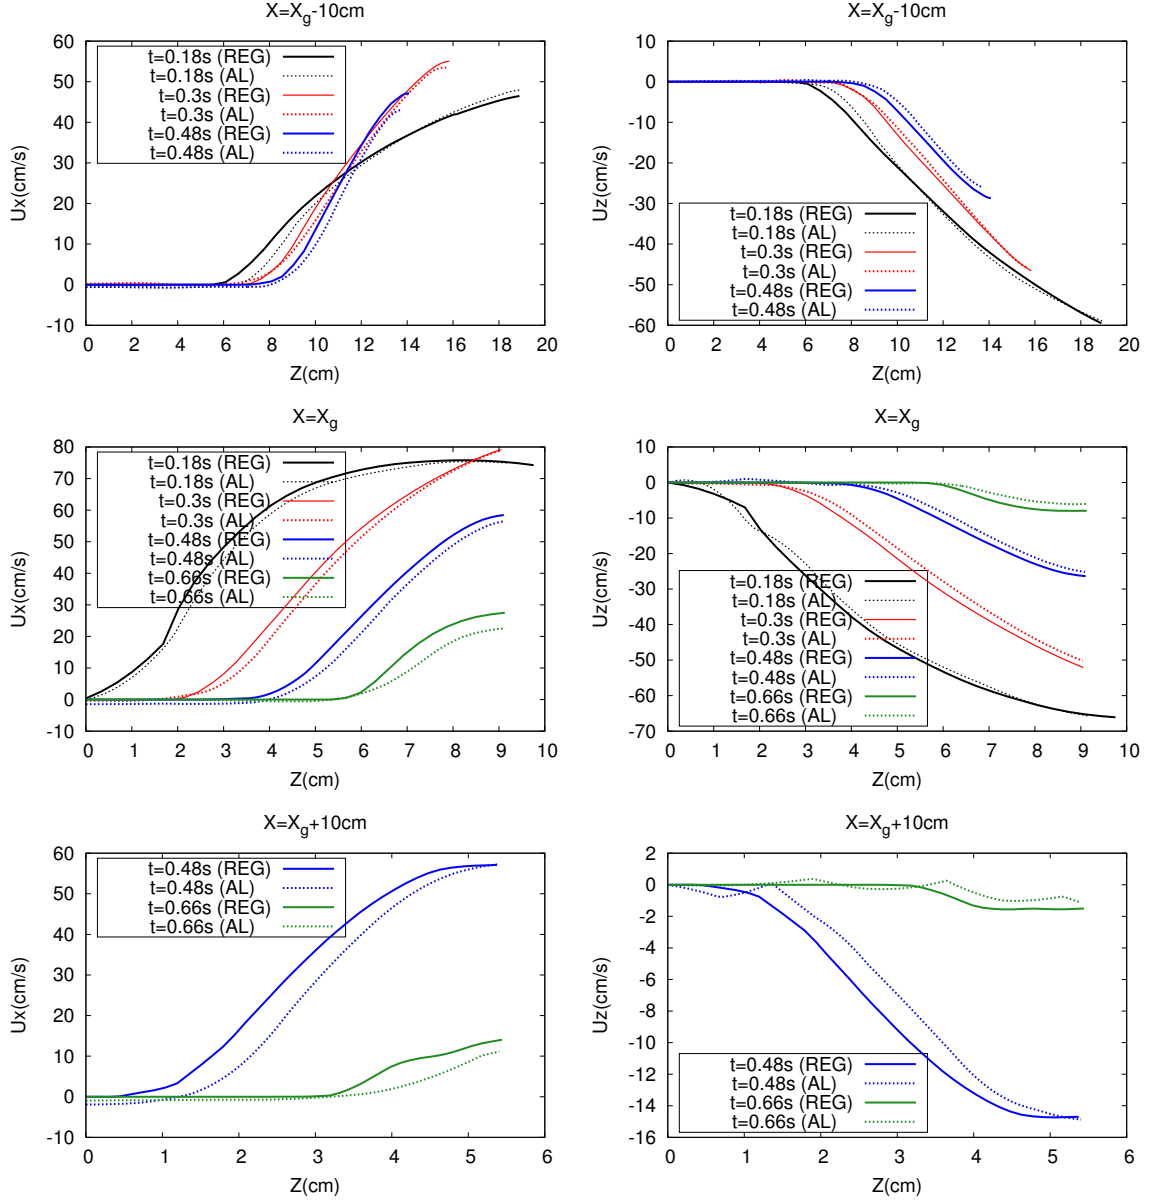 X=Xg-10cm
60
50
40
30
20
10
0
-10
Ux(cm/s)
t=0.18s (REG)
t=0.18s (AL)
t=0.3s (REG)
t=0.3s (AL)
t=0.48s (REG)
t=0.48s (AL)
0 2 4 6 8 10 12 14 16 18 20
Z(cm)
X=Xg-10cm
10
0
-10
-20
-30
-40
-50
-60
Uz(cm/s)
t=0.18s (REG)
t=0.18s (AL)
t=0.3s (REG)
t=0.3s (AL)
t=0.48s (REG)
t=0.48s (AL)
0 2 4 6 8 10 12 14 16 18 20
Z(cm)
X=Xg
80
70
60
50
40
30
20
10
0
-10
Ux(cm/s)
t=0.18s (REG)
t=0.18s (AL)
t=0.3s (REG)
t=0.3s (AL)
t=0.48s (REG)
t=0.48s (AL)
t=0.66s (REG)
t=0.66s (AL)
0 1 2 3 4 5 6 7 8 9 10
Z(cm)
X=Xg
10
0
-10
-20
-30
-40
-50
-60
-70
Uz(cm/s)
t=0.18s (REG)
t=0.18s (AL)
t=0.3s (REG)
t=0.3s (AL)
t=0.48s (REG)
t=0.48s (AL)
t=0.66s (REG)
t=0.66s (AL)
0 1 2 3 4 5 6 7 8 9 10
Z(cm)
X=Xg+10cm
60
50
40
30
20
10
0
-10
Ux(cm/s)
t=0.48s (REG)
t=0.48s (AL)
t=0.66s (REG)
t=0.66s (AL)
0 1 2 3 4 5 6
Z(cm)
X=Xg+10cm
2
0
-2
-4
-6
-8
-10
-12
-14
-16
Uz(cm/s)
t=0.48s (REG)
t=0.48s (AL)
t=0.66s (REG)
t=0.66s (AL)
0 1 2 3 4 5 6
Z(cm)